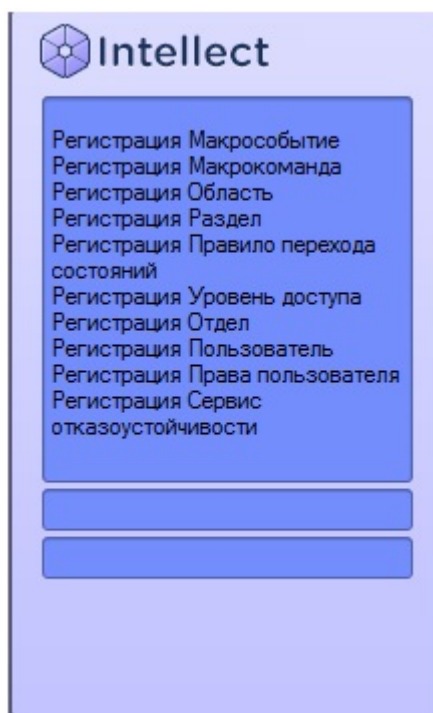 Intellect
Регистрация Макрособытие
Регистрация Макрокоманда
Регистрация Область
Регистрация Раздел
Регистрация Правило перехода
состояний
Регистрация Уровень доступа
Регистрация Отдел
Регистрация Пользователь
Регистрация Права пользователя
Регистрация Сервис
отказоустойчивости